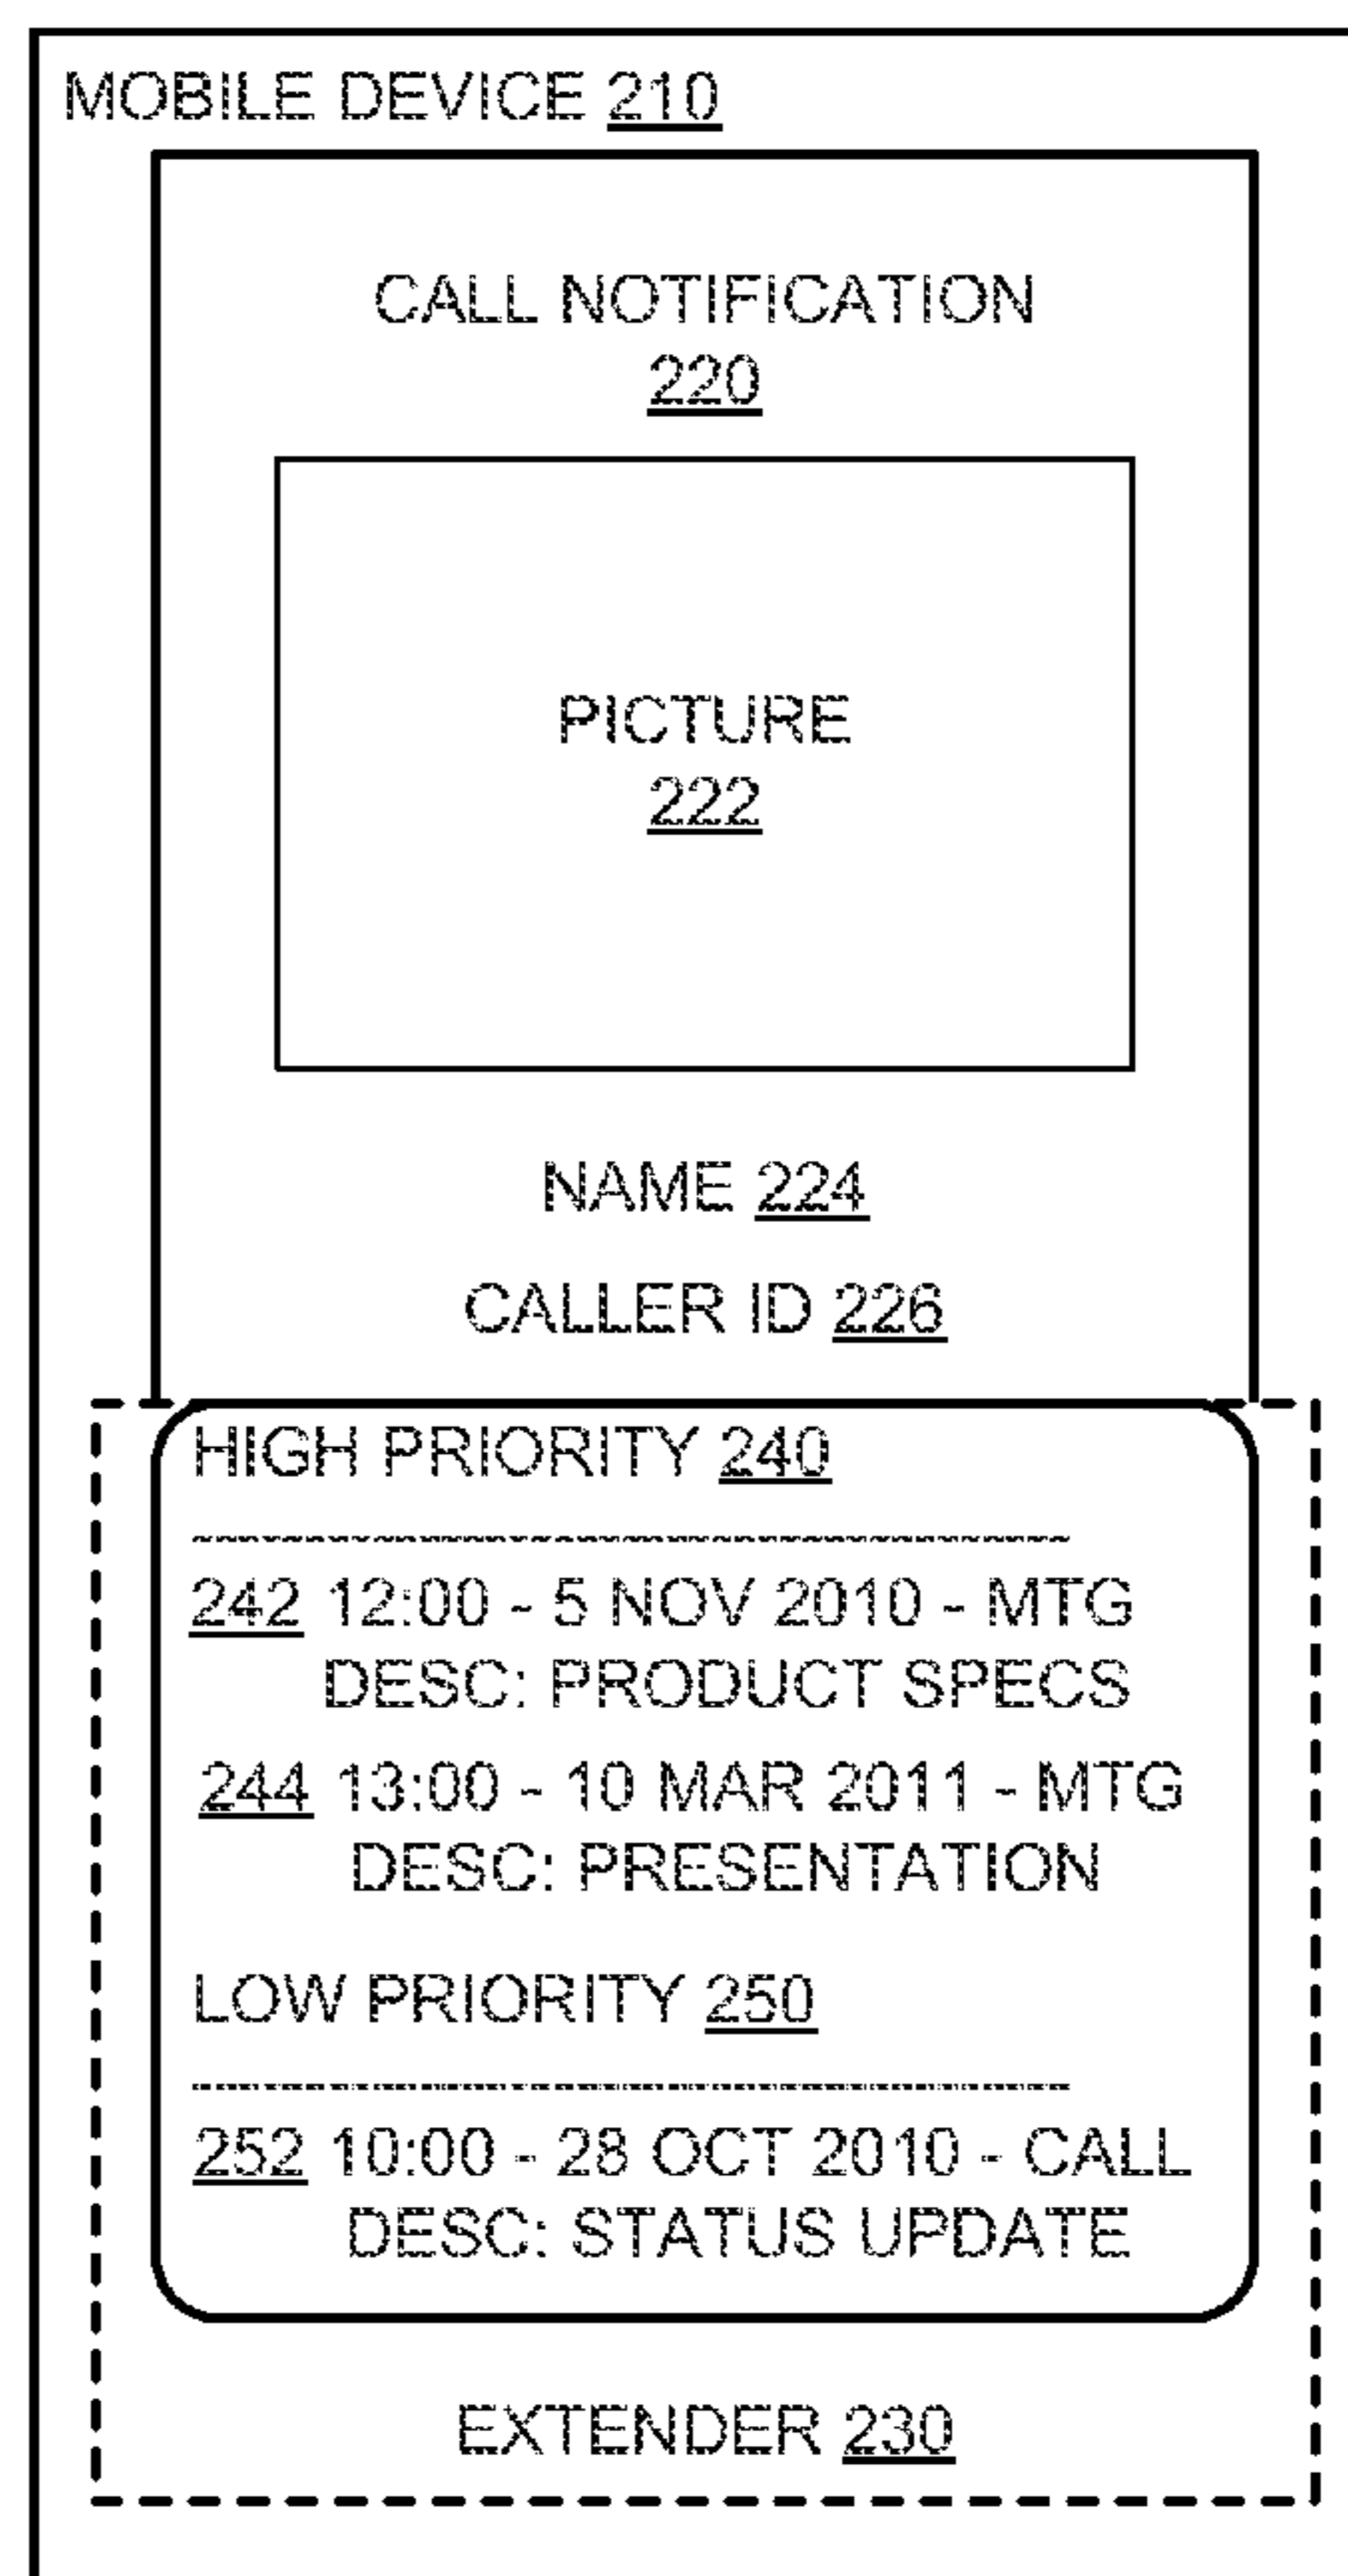 MOBILE DEVICE 210
CALL NOTIFICATION
220
PICTURE
222
NAME 224
CALLER ID 226
HIGH PRIORITY 240
242 12:00 - 5 NOV 2010 - MTG
DESC: PRODUCT SPECS
244 13:00 - 10 MAR 2011 - MTG
DESC: PRESENTATION
LOW PRIORITY 250
252 10:00 - 28 OCT 2010 - CALL
DESC: STATUS UPDATE
EXTENDER 230